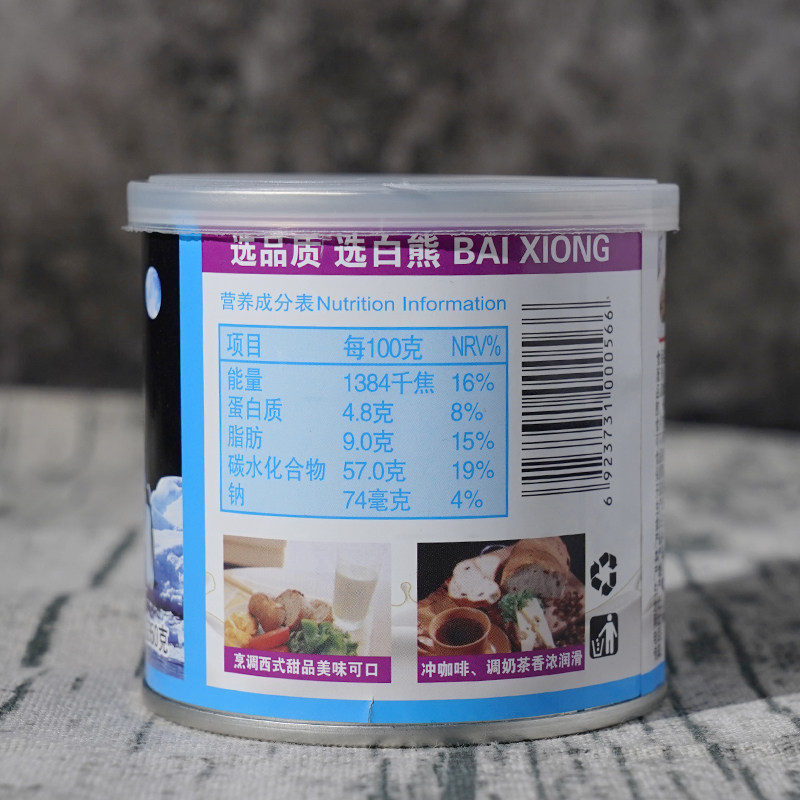 选品质 选白熊 BAI XIONG
营养成分表Nutrition Information
项目 每100克 NRV%
能量 1384千焦 16%
蛋白质 4.8克 8%
脂肪 9.0克 15%
碳水化合物 57.0克 19%
钠 74毫克 4%
6 923731 000566
烹调西式甜品美味可口
冲咖啡、调奶茶香浓润滑